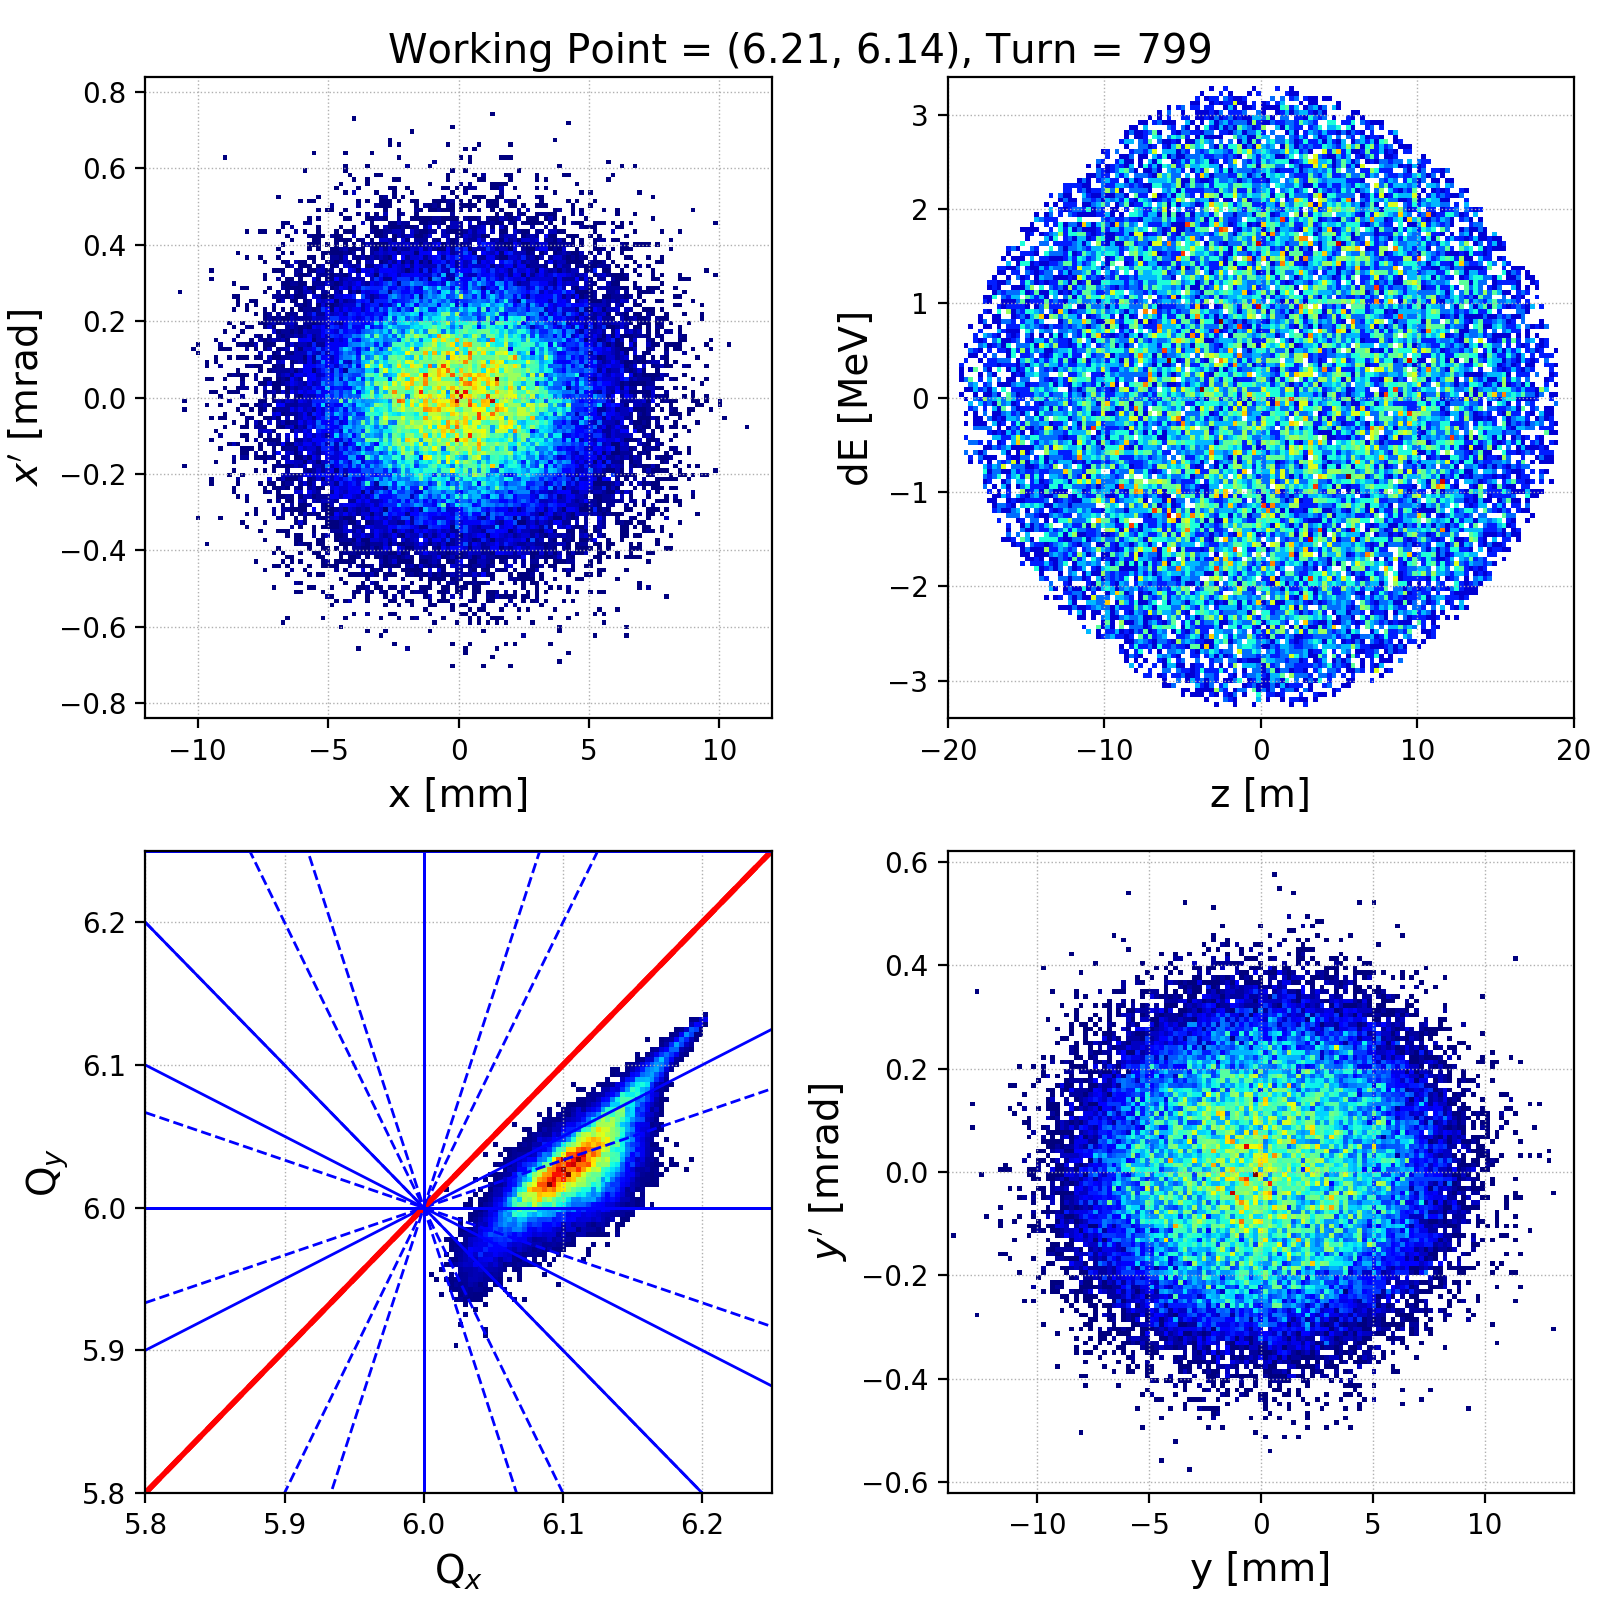 Working Point = (6.21, 6.14), Turn = 799
0.8
0.6
0.4
0.2
0.0
−0.2
−0.4
−0.6
−0.8
x′ [mrad]
−10 −5 0 5 10
x [mm]
3
2
1
0
−1
−2
−3
dE [MeV]
−20 −10 0 10 20
z [m]
6.2
6.1
6.0
5.9
5.8
Qy
5.8 5.9 6.0 6.1 6.2
Qx
0.6
0.4
0.2
0.0
−0.2
−0.4
−0.6
y′ [mrad]
−10 −5 0 5 10
y [mm]